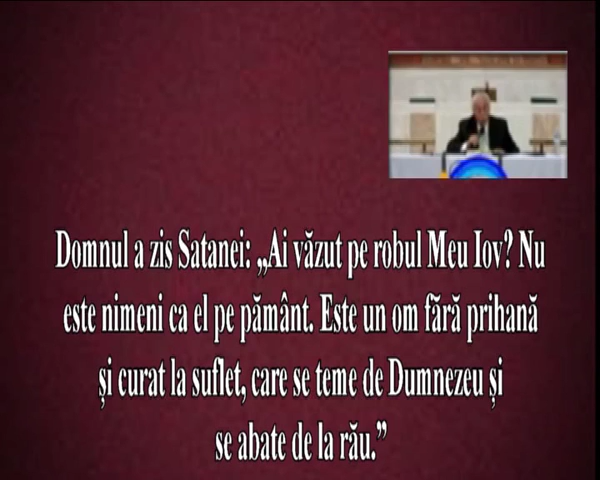 Domnul a zis Satanei: „Ai văzut pe robul Meu Iov? Nu
este nimeni ca el pe pământ. Este un om fără prihană
și curat la suflet, care se teme de Dumnezeu și
se abate de la rău.”